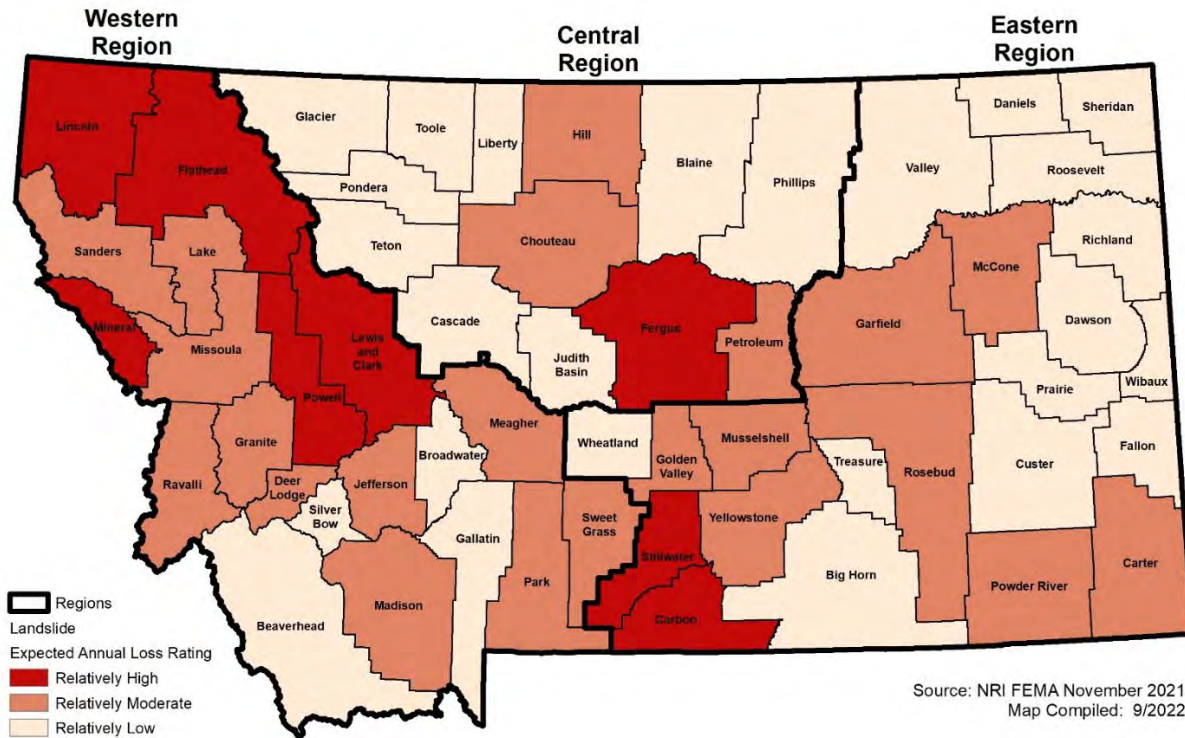 Western
Region
Central
Region
Eastern
Region
Lincoln
Flathead
Glacier
Toole
Liberty
Hill
Blaine
Phillips
Valley
Daniels
Sheridan
Roosevelt
Pondera
Teton
Chouteau
Sanders
Lake
Richland
McCone
Garfield
Dawson
Mineral
Missoula
Lewis
and
Clark
Cascade
Judith
Basin
Fergus
Petroleum
Prairie
Wibaux
Powell
Granite
Ravalli
Deer
Lodge
Jefferson
Broadwater
Meagher
Wheatland
Golden
Valley
Musselshell
Treasure
Rosebud
Custer
Fallon
Silver
Bow
Gallatin
Sweet
Grass
Stillwater
Yellowstone
Big Horn
Powder River
Carter
Beaverhead
Madison
Park
Carbon
Regions
Landslide
Expected Annual Loss Rating
Relatively High
Relatively Moderate
Relatively Low
Source: NRI FEMA November 2021
Map Compiled: 9/2022